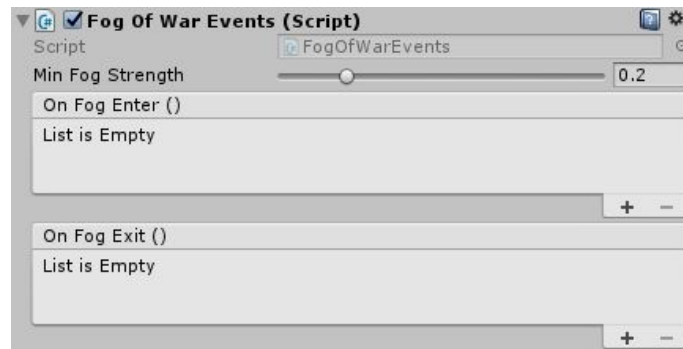 Fog Of War Events (Script)
Script FogOfWarEvents
Min Fog Strength 0.2
On Fog Enter ()
List is Empty
+ −
On Fog Exit ()
List is Empty
+ −